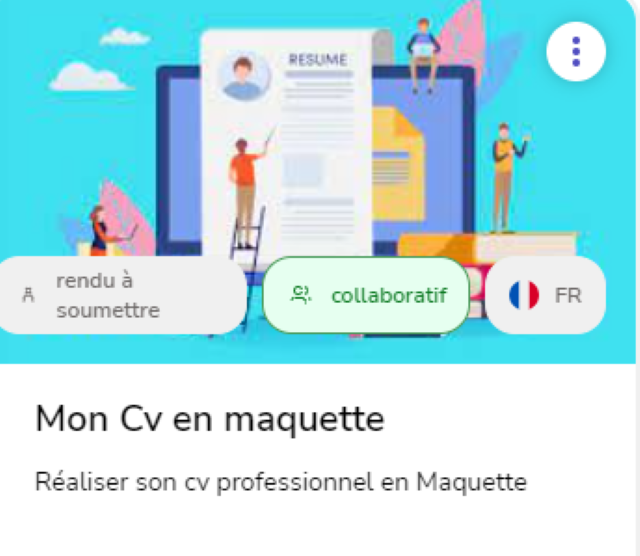 RESUME
rendu à
soumettre
collaboratif
FR
Mon Cv en maquette
Réaliser son cv professionnel en Maquette